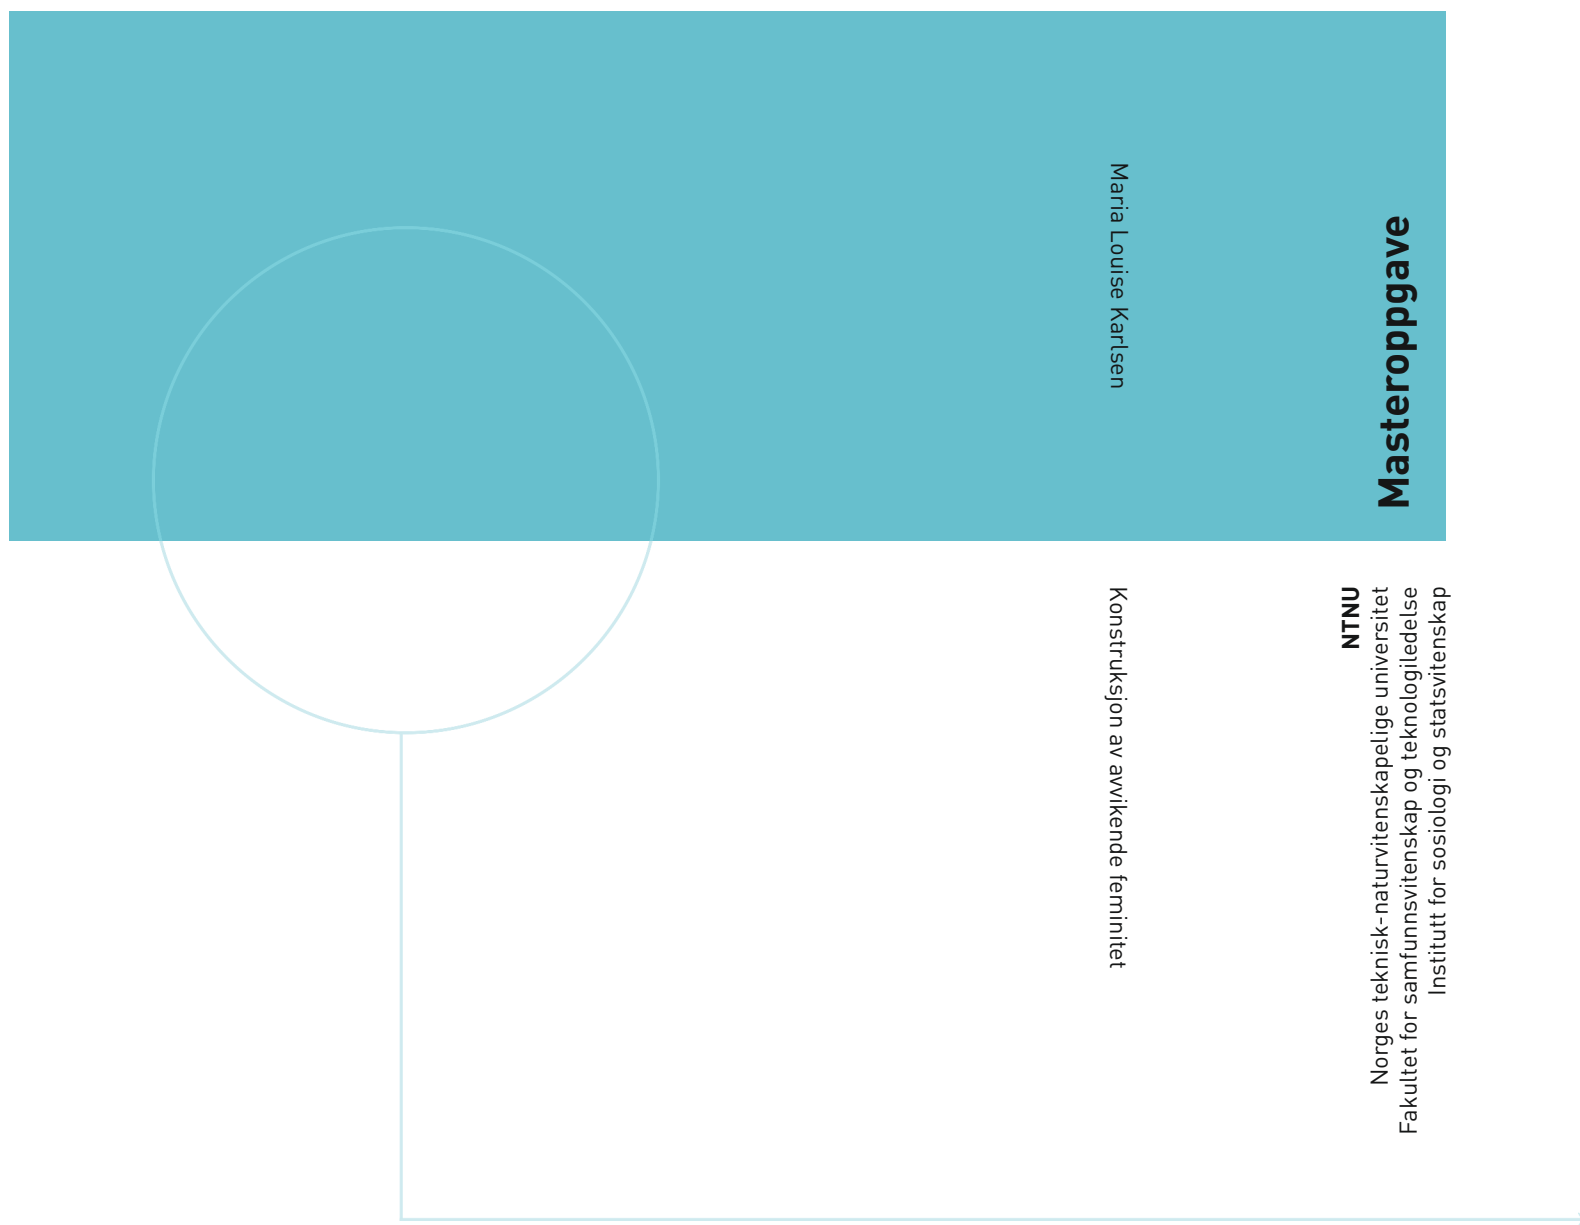 Maria Louise Karlsen
Konstruksjon av avvikende feminitet
Masteroppgave
NTNU
Norges teknisk-naturvitenskapelige universitet
Fakultet for samfunnsvitenskap og teknologiledelse
Institutt for sosiologi og statsvitenskap